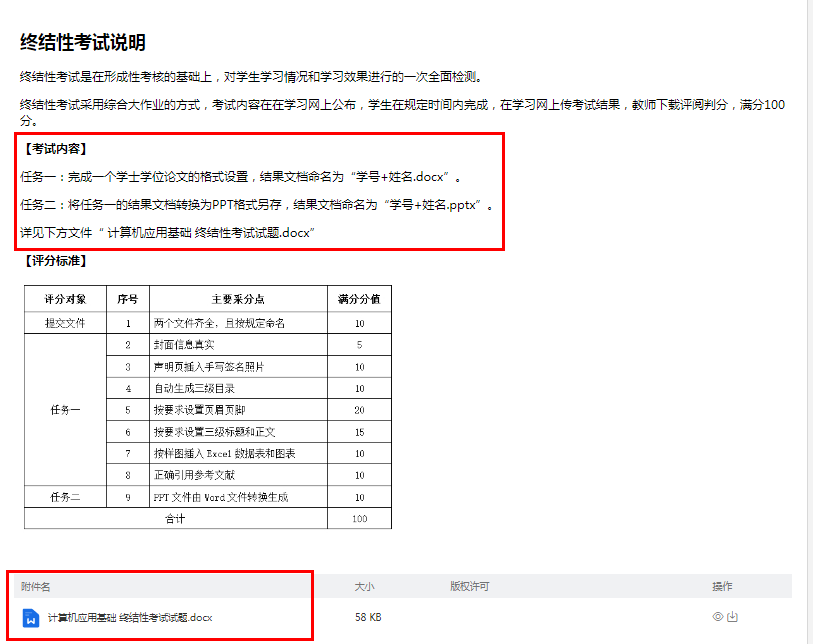 终结性考试说明
终结性考试是在形成性考核的基础上，对学生学习情况和学习效果进行的一次全面检测。
终结性考试采用综合大作业的方式，考试内容在在学习网上公布，学生在规定时间内完成，在学习网上传考试结果，教师下载评阅判分，满分100
分。
【考试内容】
任务一：完成一个学士学位论文的格式设置，结果文档命名为“学号+姓名.docx”。
任务二：将任务一的结果文档转换为PPT格式另存，结果文档命名为“学号+姓名.pptx”。
详见下方文件“ 计算机应用基础 终结性考试试题.docx”
【评分标准】
评分对象 序号 主要采分点 满分分值
提交文件 1 两个文件齐全，且按规定命名 10
2 封面信息真实 5
3 声明页插入手写签名照片 10
4 自动生成三级目录 10
任务一 5 按要求设置页眉页脚 20
6 按要求设置三级标题和正文 15
7 按样图插入 Excel 数据表和图表 10
8 正确引用参考文献 10
任务二 9 PPT 文件由 Word 文件转换生成 10
合计 100
附件名 大小 版权许可 操作
计算机应用基础 终结性考试试题.docx 58 KB